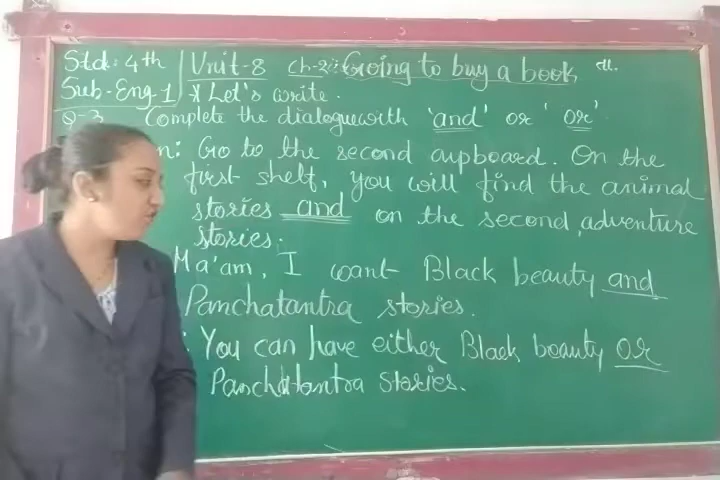 Std: 4th Unit-8 ch-2: Going to buy a book
Sub-Eng-1 * Let's write.
Q-3 Complete the dialogue with 'and' or 'or'
n: Go to the second cupboard. On the
first shelf, you will find the animal
stories and on the second, adventure
stories.
Ma'am, I want Black beauty and
Panchatantra stories.
: You can have either Black beauty or
Panchatantra stories.